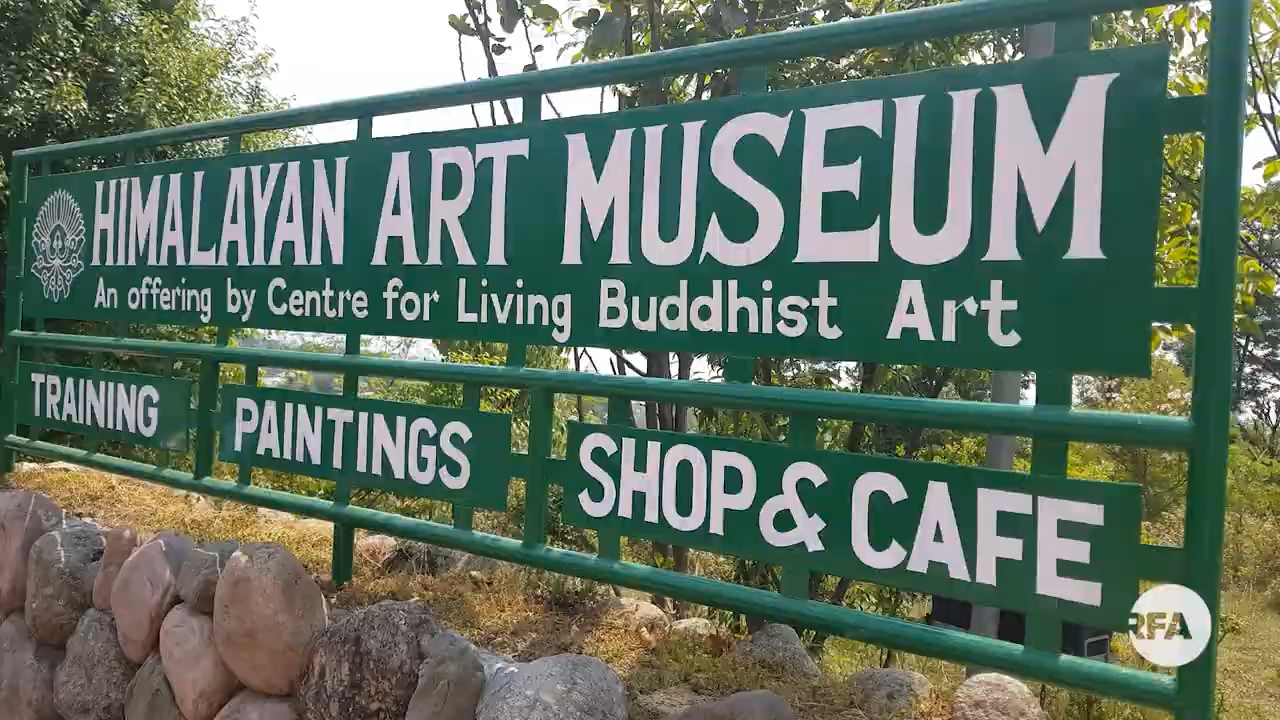 HIMALAYAN ART MUSEUM
An offering by Centre for Living Buddhist Art
TRAINING
PAINTINGS
SHOP & CAFE
RFA